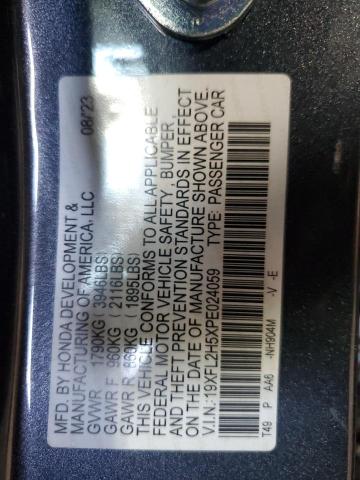 MFD. BY HONDA DEVELOPMENT & 08/23
MANUFACTURING OF AMERICA, LLC
GVWR 1790KG ( 3946LBS)
GAWR F 960KG ( 2116LBS)
GAWR R 860KG ( 1895LBS)
THIS VEHICLE CONFORMS TO ALL APPLICABLE
FEDERAL MOTOR VEHICLE SAFETY, BUMPER,
AND THEFT PREVENTION STANDARDS IN EFFECT
ON THE DATE OF MANUFACTURE SHOWN ABOVE.
V.I.N.:19XFL2H5XPE024059 TYPE: PASSENGER CAR
T49 P AA6 -NH904M -V -E